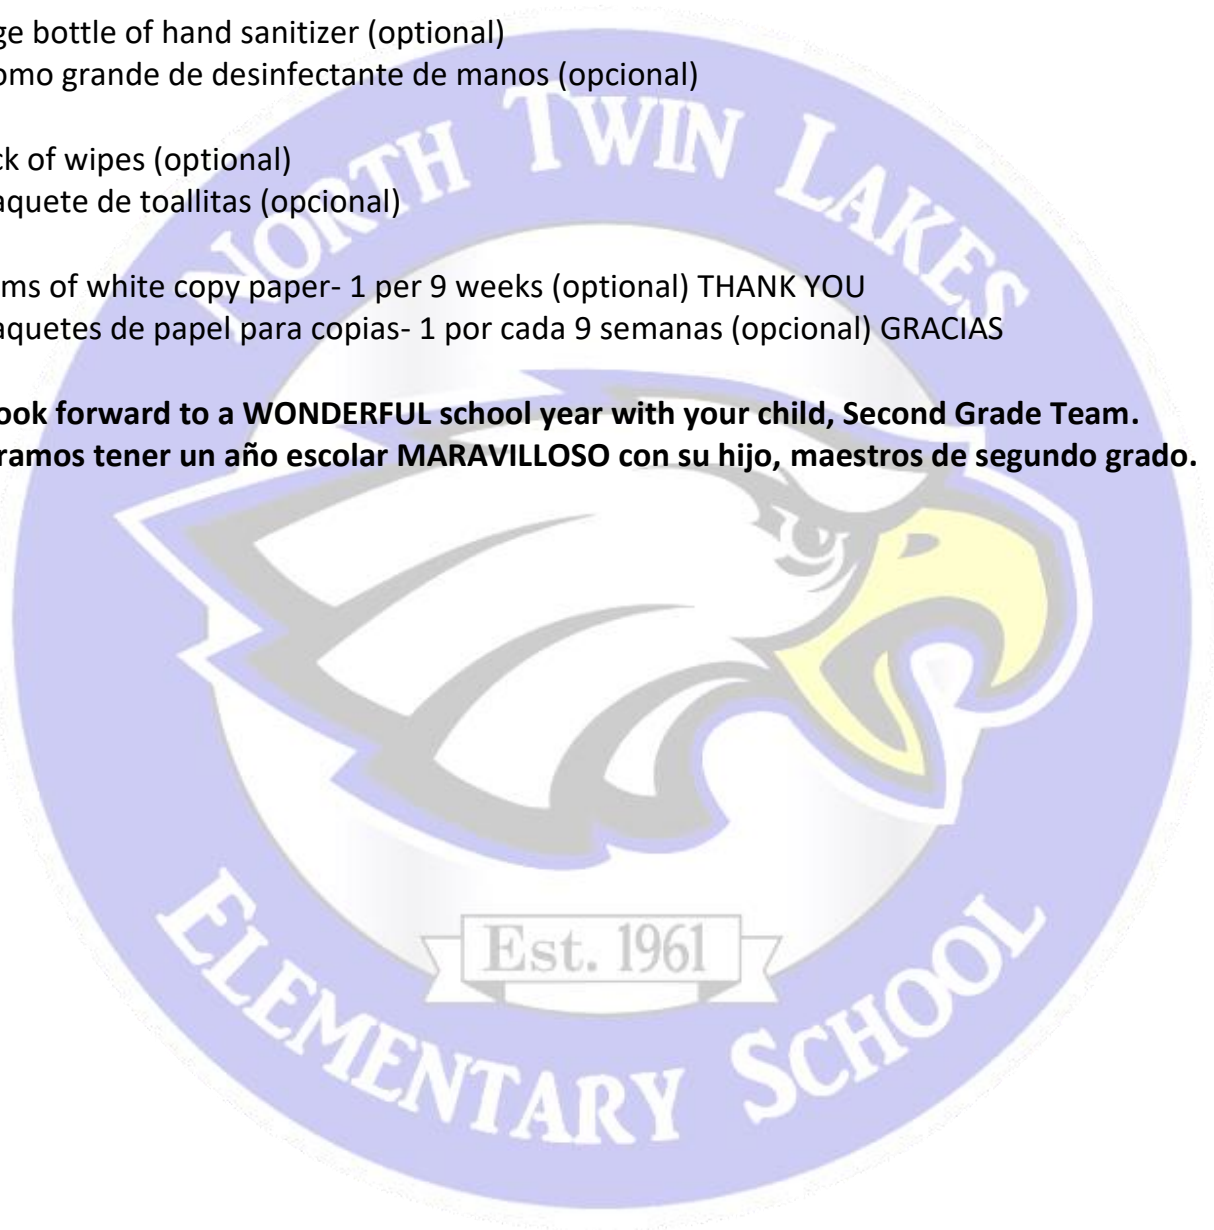 ge bottle of hand sanitizer (optional)
omo grande de desinfectante de manos (opcional)
ck of wipes (optional)
aquete de toallitas (opcional)
ms of white copy paper- 1 per 9 weeks (optional) THANK YOU
aquetes de papel para copias- 1 por cada 9 semanas (opcional) GRACIAS
ook forward to a WONDERFUL school year with your child, Second Grade Team.
ramos tener un año escolar MARAVILLOSO con su hijo, maestros de segundo grado.
NORTH TWIN LAKES
Est. 1961
ELEMENTARY SCHOOL